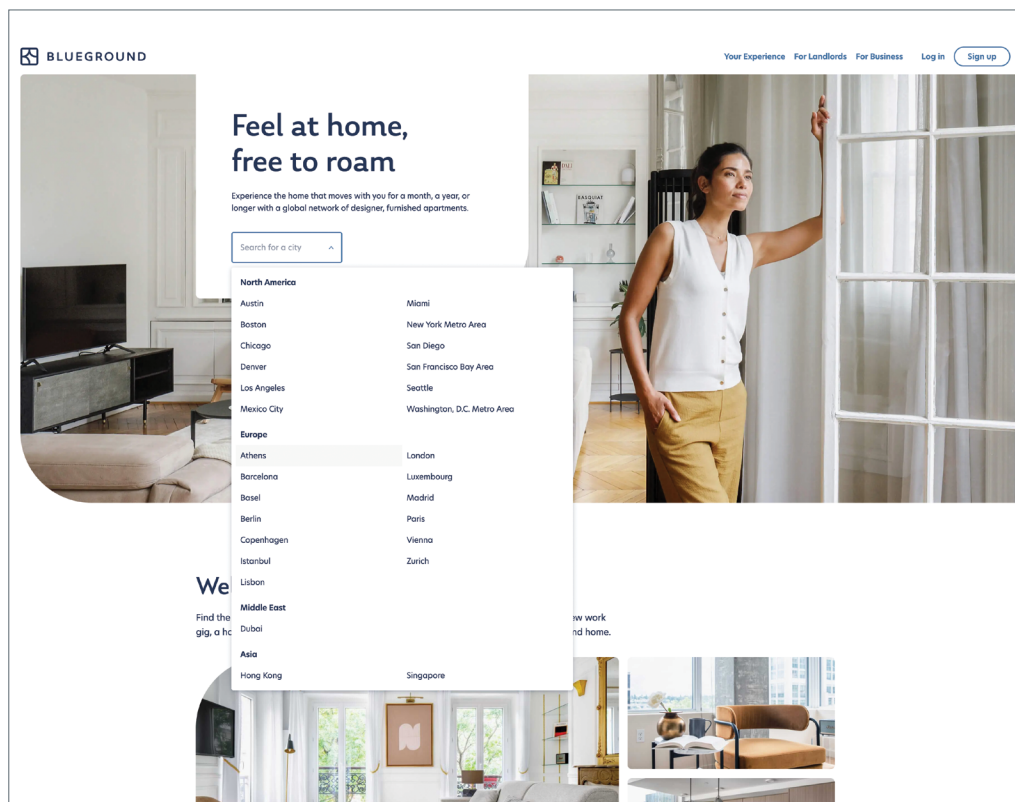 BLUEGROUND
Your Experience For Landlords For Business Log in Sign up
Feel at home,
free to roam
Experience the home that moves with you for a month, a year, or
longer with a global network of designer, furnished apartments.
Search for a city
North America
Austin Miami
Boston New York Metro Area
Chicago San Diego
Denver San Francisco Bay Area
Los Angeles Seattle
Mexico City Washington, D.C. Metro Area
Europe
Athens London
Barcelona Luxembourg
Basel Madrid
Berlin Paris
Copenhagen Vienna
Istanbul Zurich
Lisbon
Middle East
Dubai
Asia
Hong Kong Singapore
Find the
work
gig, a
home.
BASQUIAT